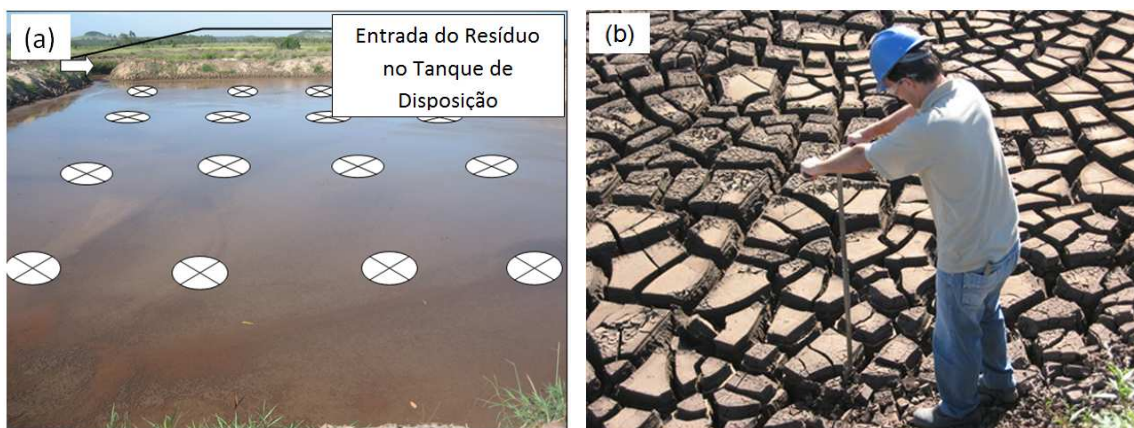 (a)
Entrada do Resíduo
no Tanque de
Disposição
(b)